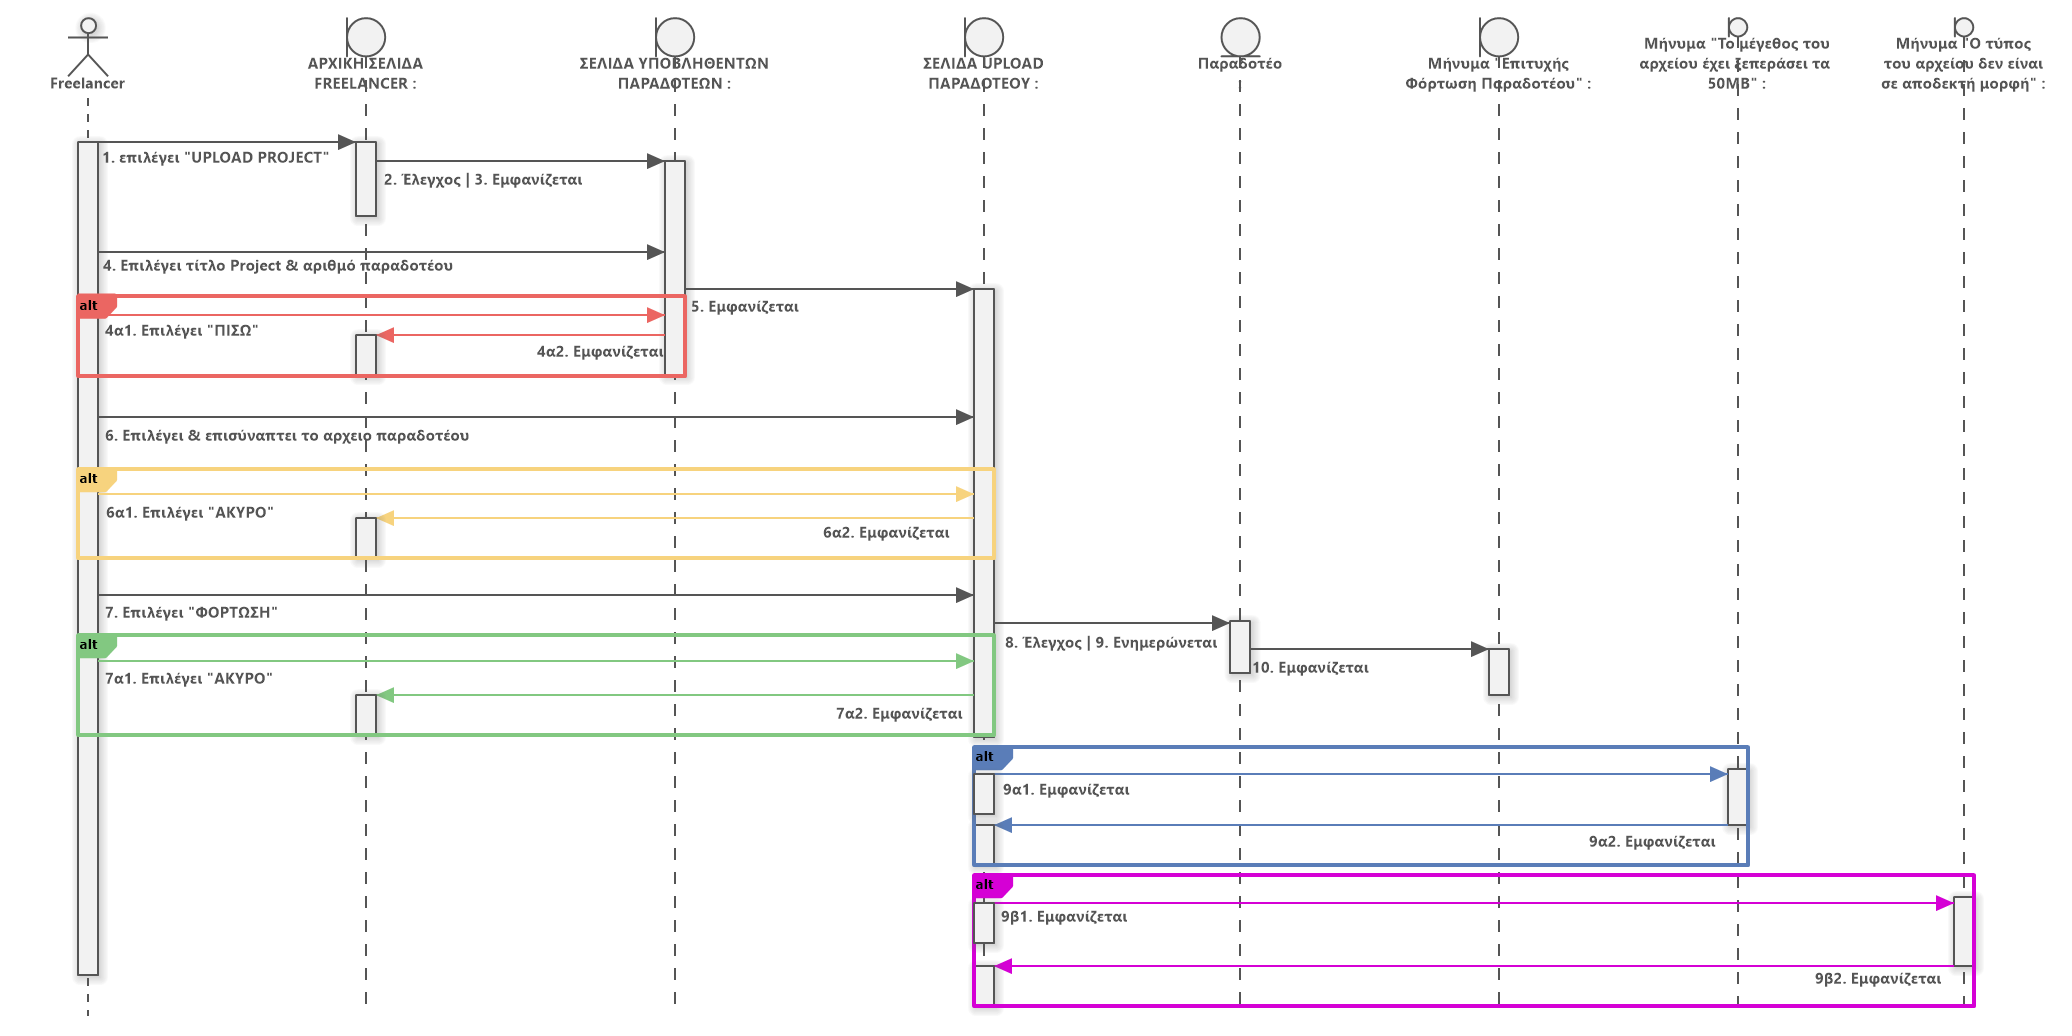 Freelancer
ΑΡΧΙΚΗ ΣΕΛΙΔΑ
FREELANCER :
ΣΕΛΙΔΑ ΥΠΟΒΛΗΘΕΝΤΩΝ
ΠΑΡΑΔΟΤΕΩΝ :
ΣΕΛΙΔΑ UPLOAD
ΠΑΡΑΔΟΤΕΟΥ :
Παραδοτέο
Μήνυμα "Επιτυχής
Φόρτωση Παραδοτέου" :
Μήνυμα "Το μέγεθος του
αρχείου έχει ξεπεράσει τα
50MB" :
Μήνυμα "Ο τύπος
του αρχείου δεν είναι
σε αποδεκτή μορφή" :
1. επιλέγει "UPLOAD PROJECT"
2. Έλεγχος | 3. Εμφανίζεται
4. Επιλέγει τίτλο Project & αριθμό παραδοτέου
alt
5. Εμφανίζεται
4α1. Επιλέγει "ΠΙΣΩ"
4α2. Εμφανίζεται
6. Επιλέγει & επισύναπτει το αρχειο παραδοτέου
alt
6α1. Επιλέγει "ΑΚΥΡΟ"
6α2. Εμφανίζεται
7. Επιλέγει "ΦΟΡΤΩΣΗ"
alt
8. Έλεγχος | 9. Ενημερώνεται
10. Εμφανίζεται
7α1. Επιλέγει "ΑΚΥΡΟ"
7α2. Εμφανίζεται
alt
9α1. Εμφανίζεται
9α2. Εμφανίζεται
alt
9β1. Εμφανίζεται
9β2. Εμφανίζεται